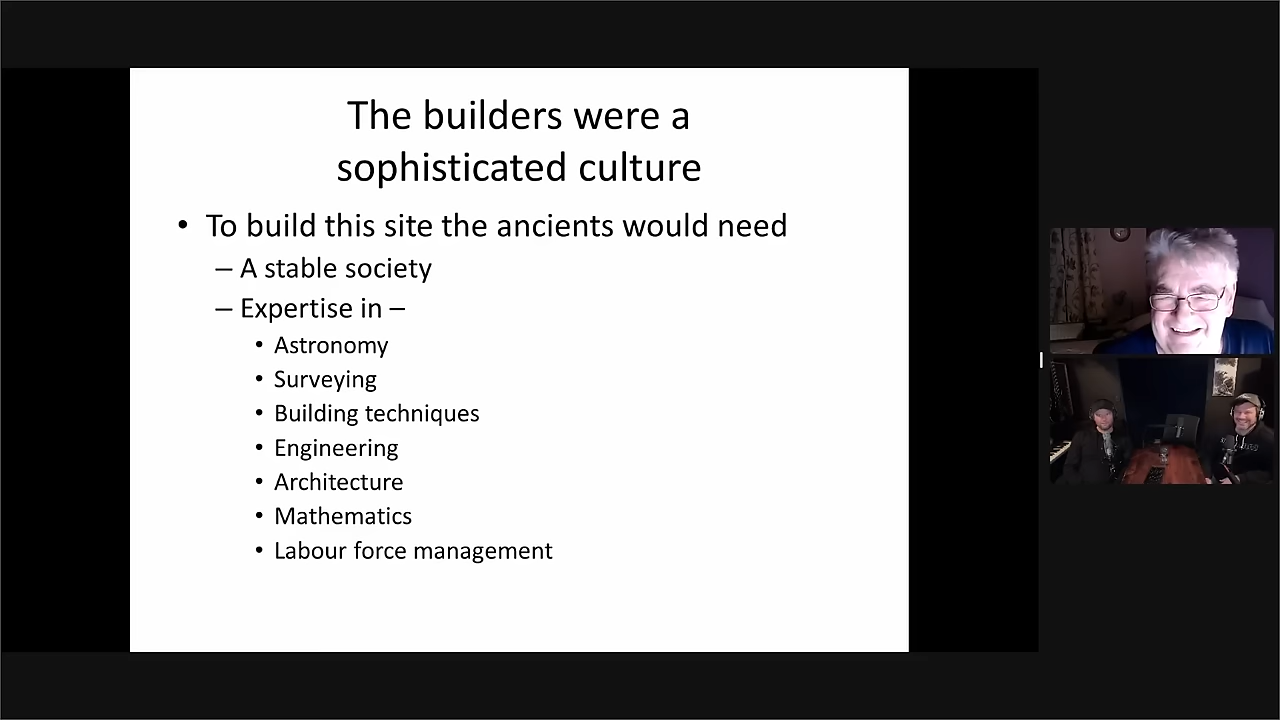 The builders were a
sophisticated culture
• To build this site the ancients would need
– A stable society
– Expertise in –
• Astronomy
• Surveying
• Building techniques
• Engineering
• Architecture
• Mathematics
• Labour force management